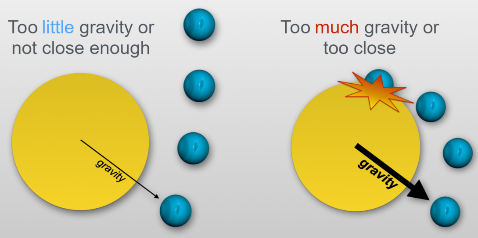 Too little gravity or
not close enough
gravity
Too much gravity or
too close
gravity